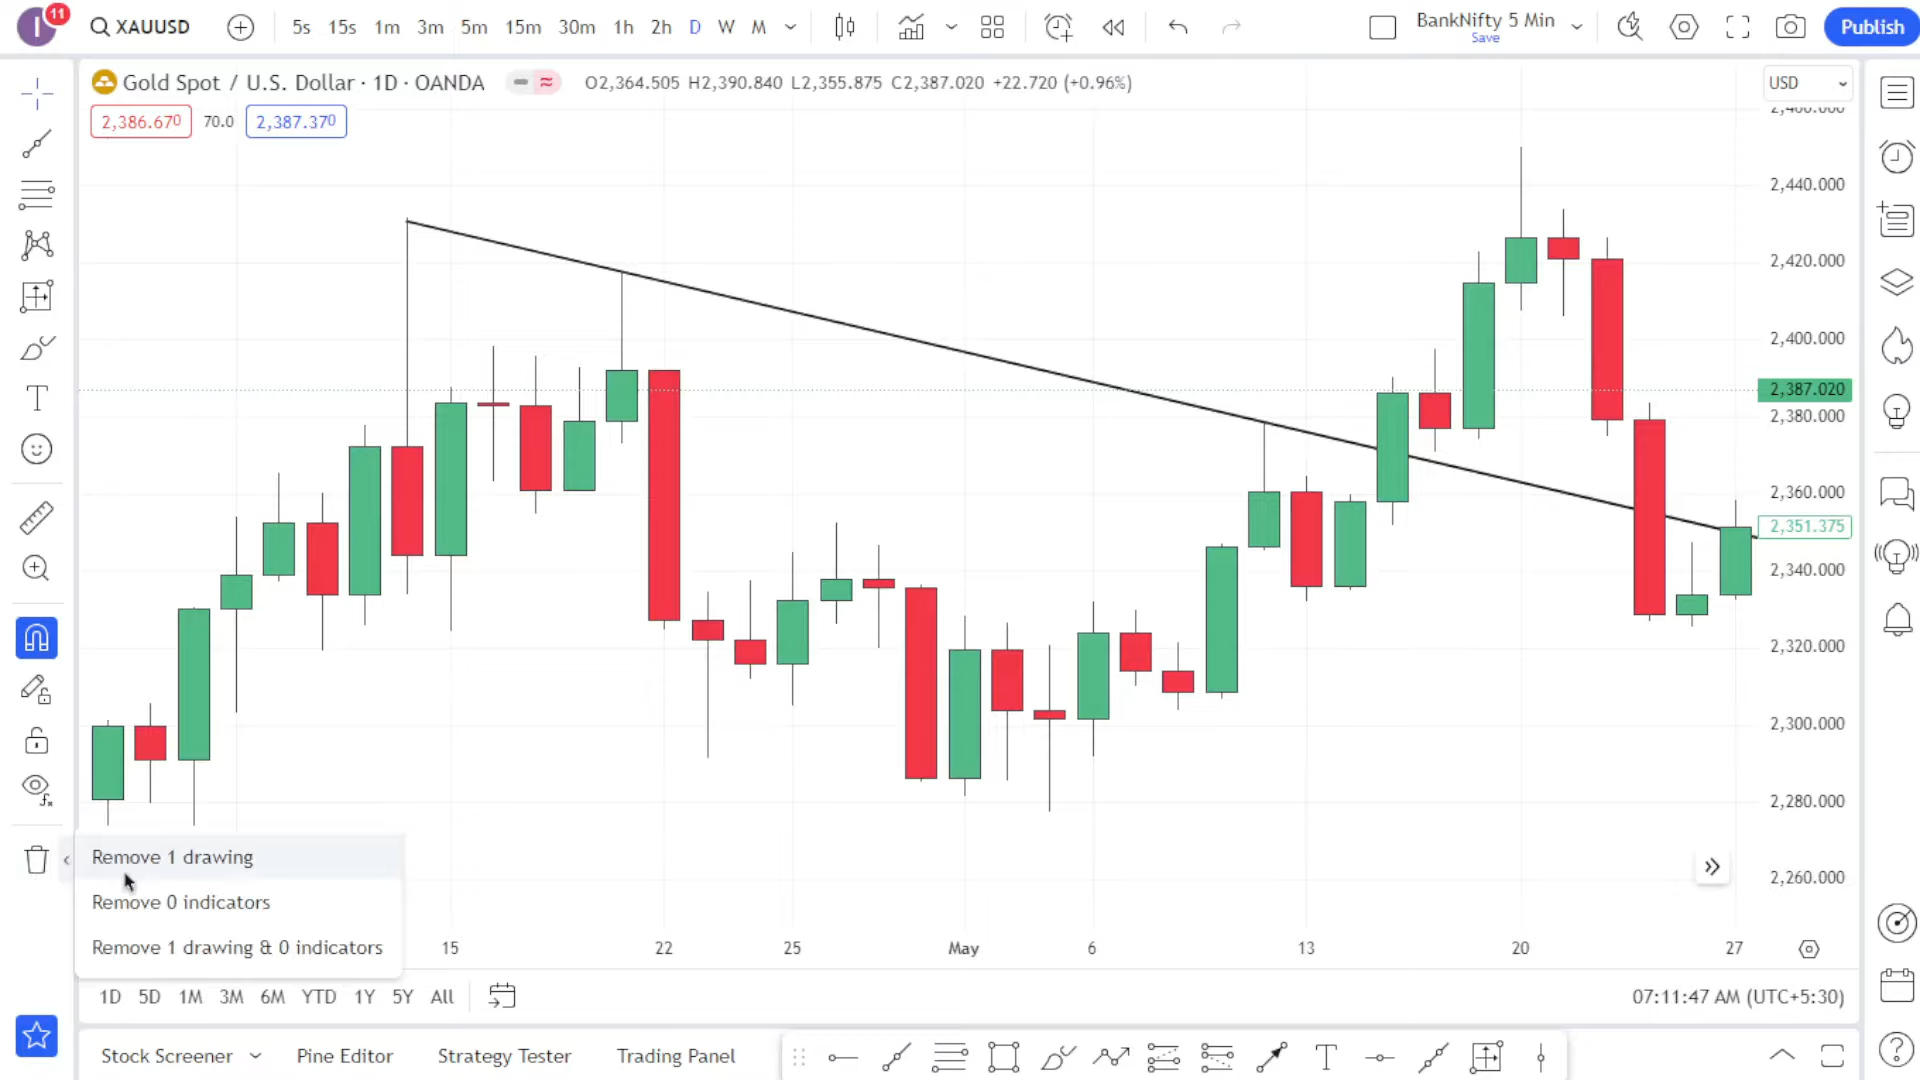 I 11 XAUUSD 5s 15s 1m 3m 5m 15m 30m 1h 2h D W M BankNifty 5 Min Publish
Save
Gold Spot / U.S. Dollar · 1D · OANDA O2,364.505 H2,390.840 L2,355.875 C2,387.020 +22.720 (+0.96%) USD
2,386.670 70.0 2,387.370
2,460.000
2,440.000
2,420.000
2,400.000
2,387.020
2,380.000
2,360.000
2,351.375
2,340.000
2,320.000
2,300.000
2,280.000
2,260.000
Remove 1 drawing
Remove 0 indicators
Remove 1 drawing & 0 indicators
15 22 25 May 6 13 20 27
1D 5D 1M 3M 6M YTD 1Y 5Y All 07:11:47 AM (UTC+5:30)
Stock Screener Pine Editor Strategy Tester Trading Panel